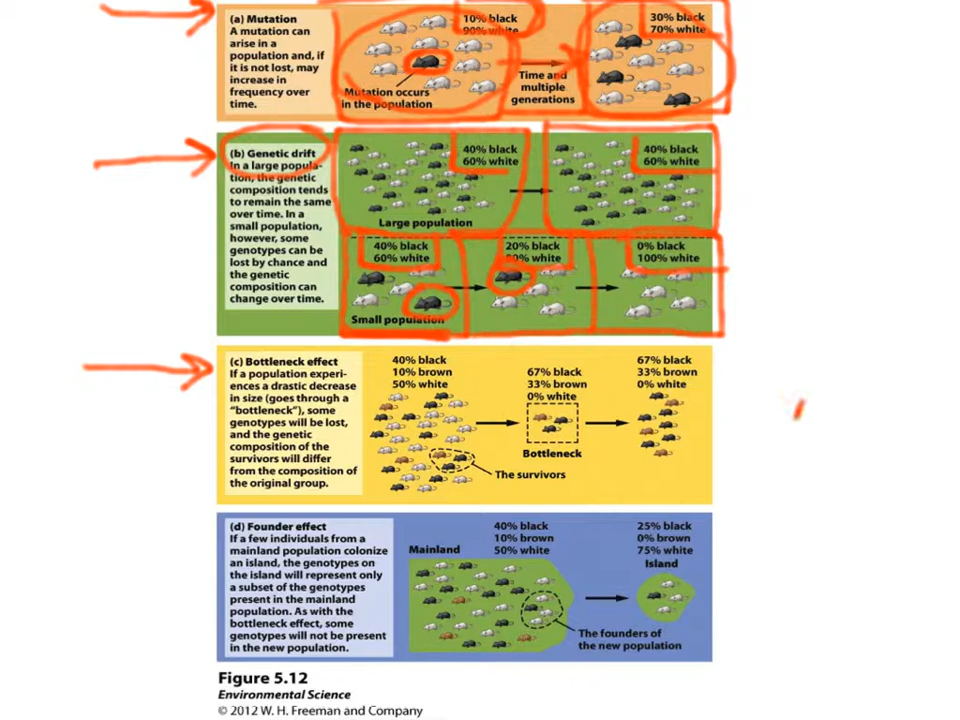 (a) Mutation
A mutation can
arise in a
population and, if
it is not lost, may
increase in
frequency over
time.
10% black
90% white
Mutation occurs
in the population
Time and
multiple
generations
30% black
70% white
(b) Genetic drift
In a large popula-
tion, the genetic
composition tends
to remain the same
over time. In a
small population,
however, some
genotypes can be
lost by chance and
the genetic
composition can
change over time.
40% black
60% white
Large population
40% black
60% white
40% black
60% white
Small population
20% black
80% white
0% black
100% white
(c) Bottleneck effect
If a population experi-
ences a drastic decrease
in size (goes through a
"bottleneck"), some
genotypes will be lost,
and the genetic
composition of the
survivors will differ
from the composition of
the original group.
40% black
10% brown
50% white
The survivors
67% black
33% brown
0% white
Bottleneck
67% black
33% brown
0% white
(d) Founder effect
If a few individuals from a
mainland population colonize
an island, the genotypes on
the island will represent only
a subset of the genotypes
present in the mainland
population. As with the
bottleneck effect, some
genotypes will not be present
in the new population.
Mainland
40% black
10% brown
50% white
The founders of
the new population
25% black
0% brown
75% white
Island
Figure 5.12
Environmental Science
© 2012 W. H. Freeman and Company